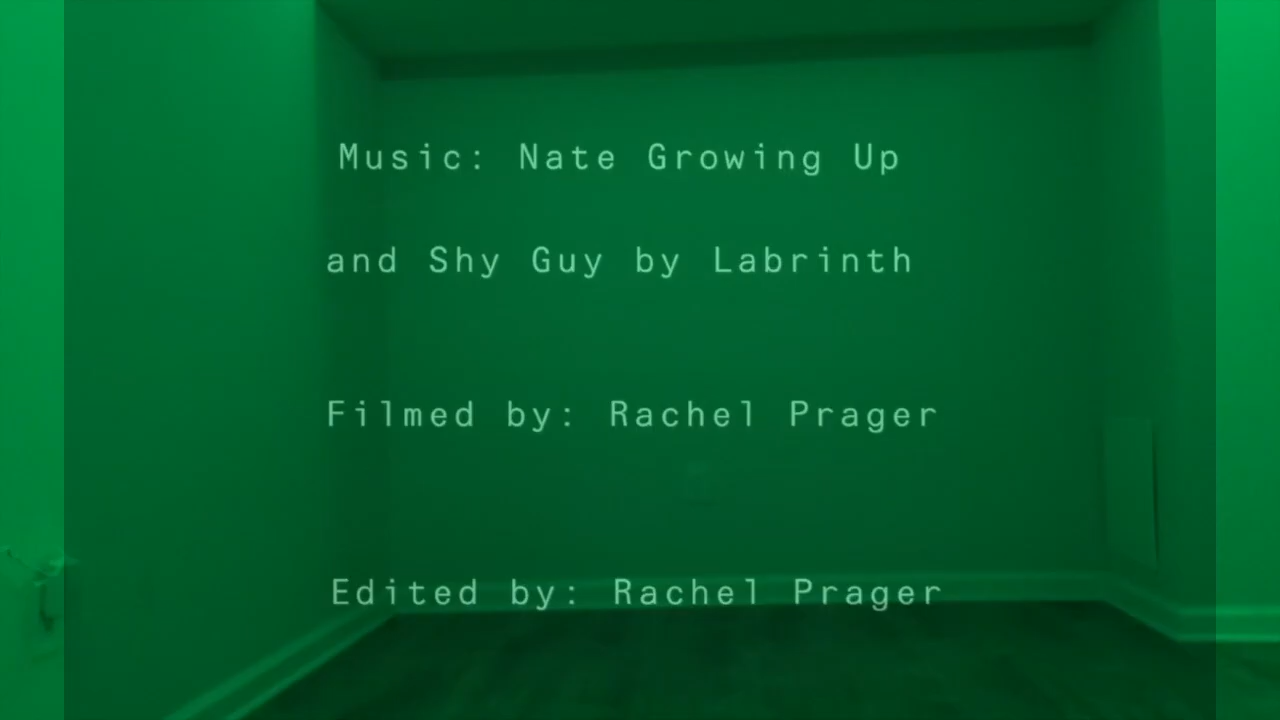 Music: Nate Growing Up
and Shy Guy by Labrinth
Filmed by: Rachel Prager
Edited by: Rachel Prager